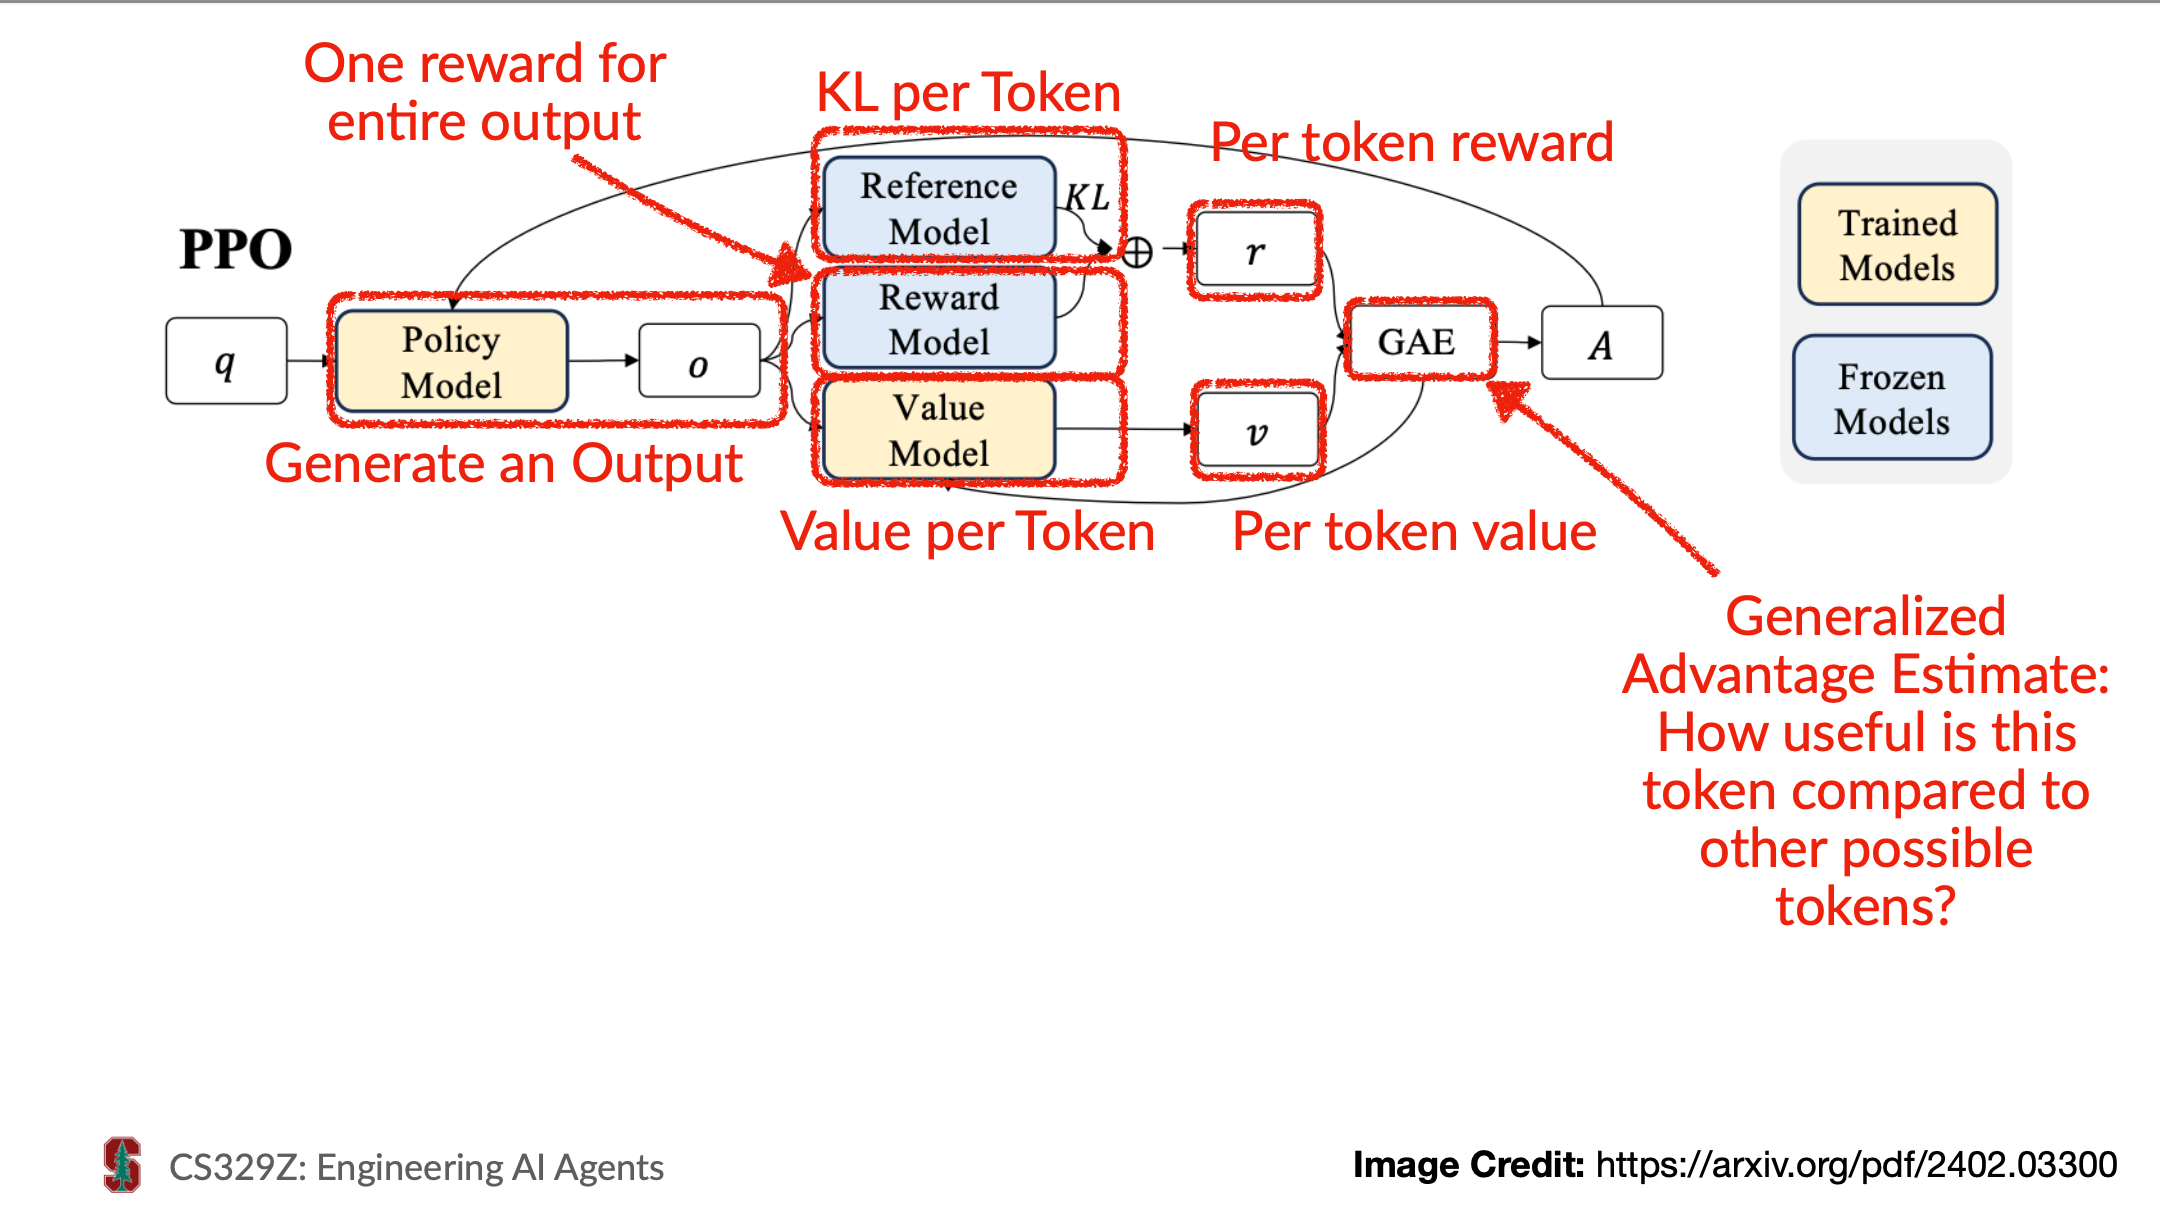 One reward for
entire output
KL per Token
Per token reward
PPO
q
Policy
Model
o
Generate an Output
Reference
Model
KL
⊕
r
Reward
Model
Value
Model
v
Value per Token
Per token value
GAE
A
Trained
Models
Frozen
Models
Generalized
Advantage Estimate:
How useful is this
token compared to
other possible
tokens?
S
CS329Z: Engineering AI Agents
Image Credit: https://arxiv.org/pdf/2402.03300